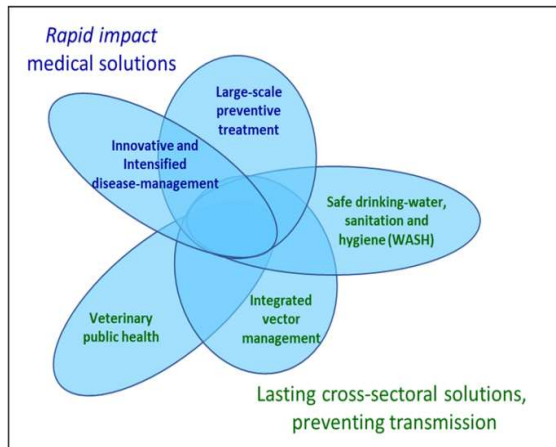 Rapid impact
medical solutions
Large-scale
preventive
treatment
Innovative and
Intensified
disease-management
Safe drinking-water,
sanitation and
hygiene (WASH)
Veterinary
public health
Integrated
vector
management
Lasting cross-sectoral solutions,
preventing transmission